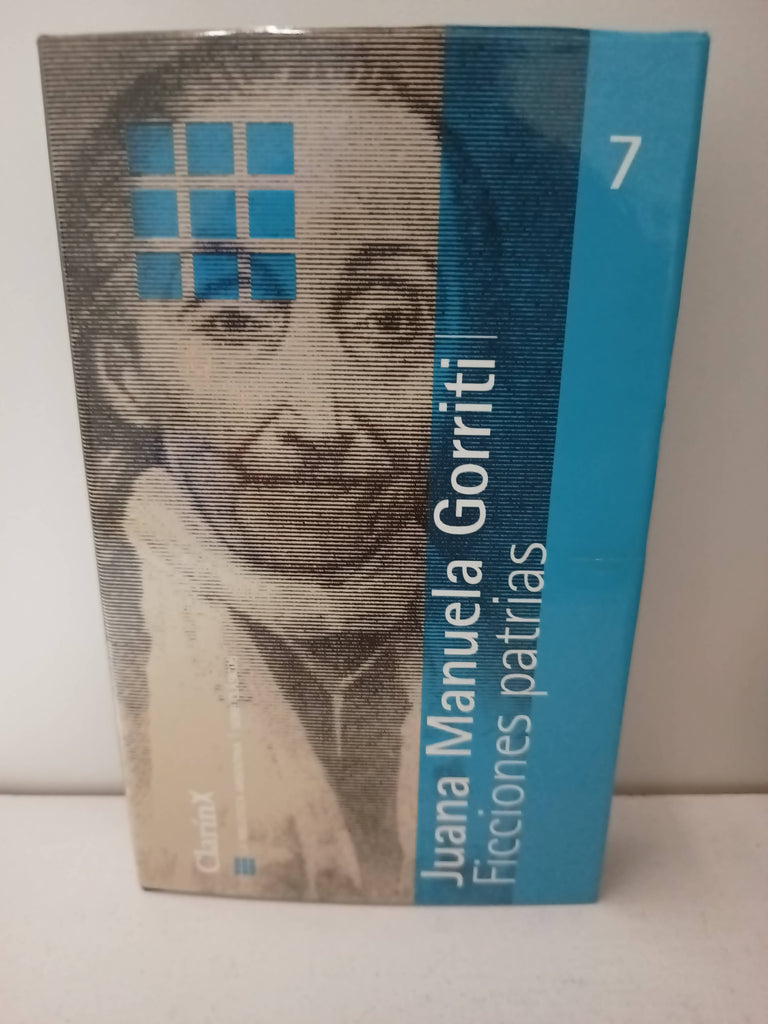 7
Juana Manuela Gorriti |
Ficciones patrias
ClarínX